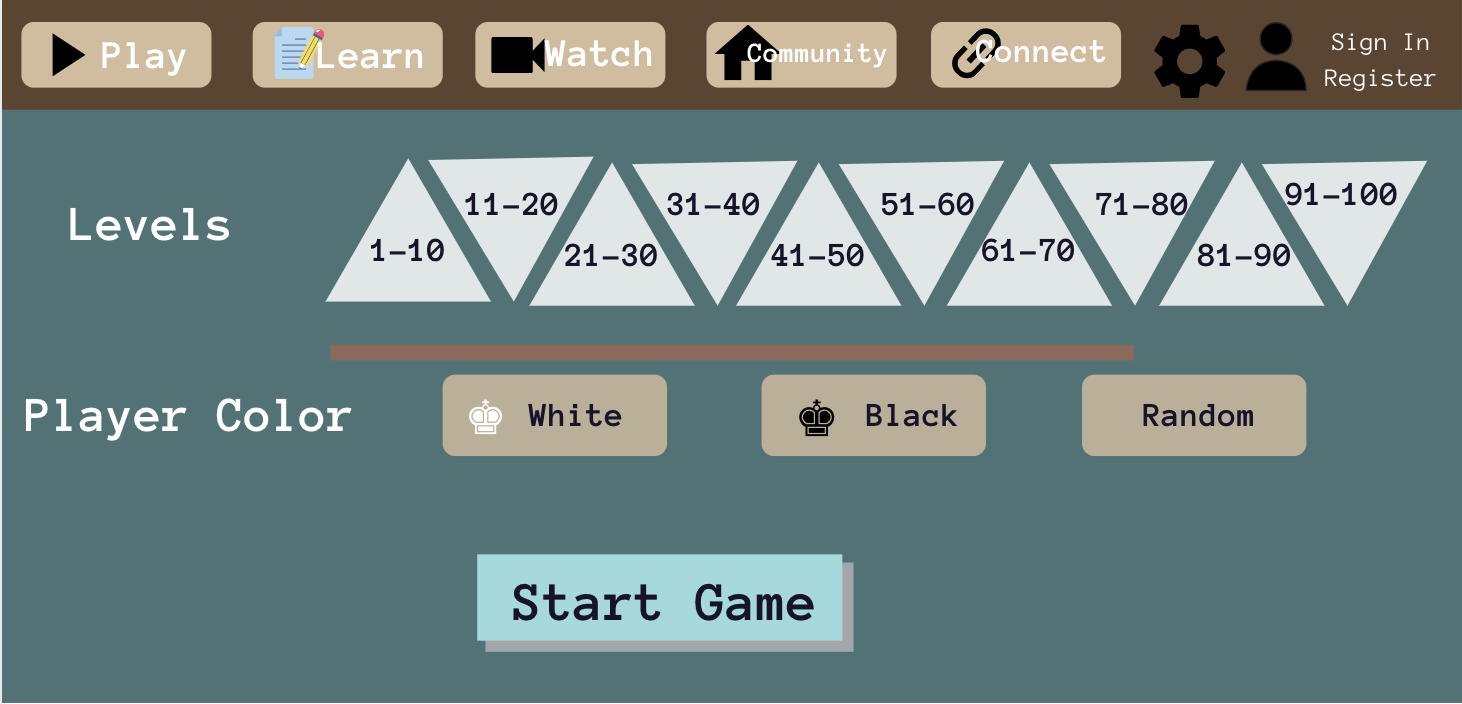 Play
Learn
Watch
Community
Connect
Sign In
Register
Levels
1-10
11-20
21-30
31-40
41-50
51-60
61-70
71-80
81-90
91-100
Player Color
White
Black
Random
Start Game